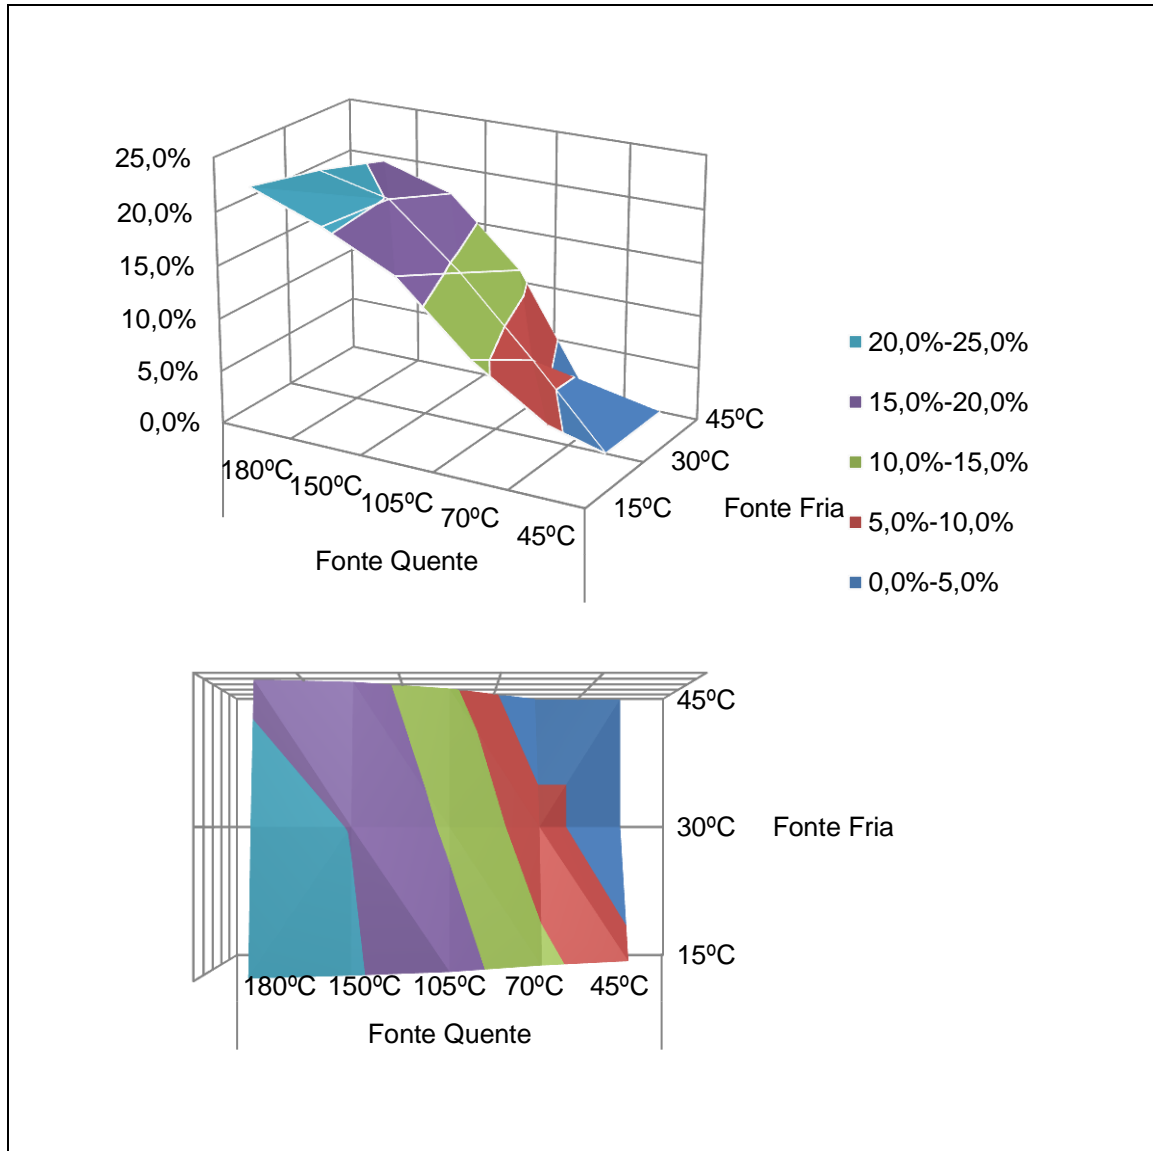 25,0%
20,0%
15,0%
10,0%
5,0%
0,0%
180ºC
150ºC
105ºC
70ºC
45ºC
Fonte Quente
15ºC
30ºC
45ºC
Fonte Fria
20,0%-25,0%
15,0%-20,0%
10,0%-15,0%
5,0%-10,0%
0,0%-5,0%
45ºC
30ºC
15ºC
Fonte Fria
180ºC 150ºC 105ºC 70ºC 45ºC
Fonte Quente